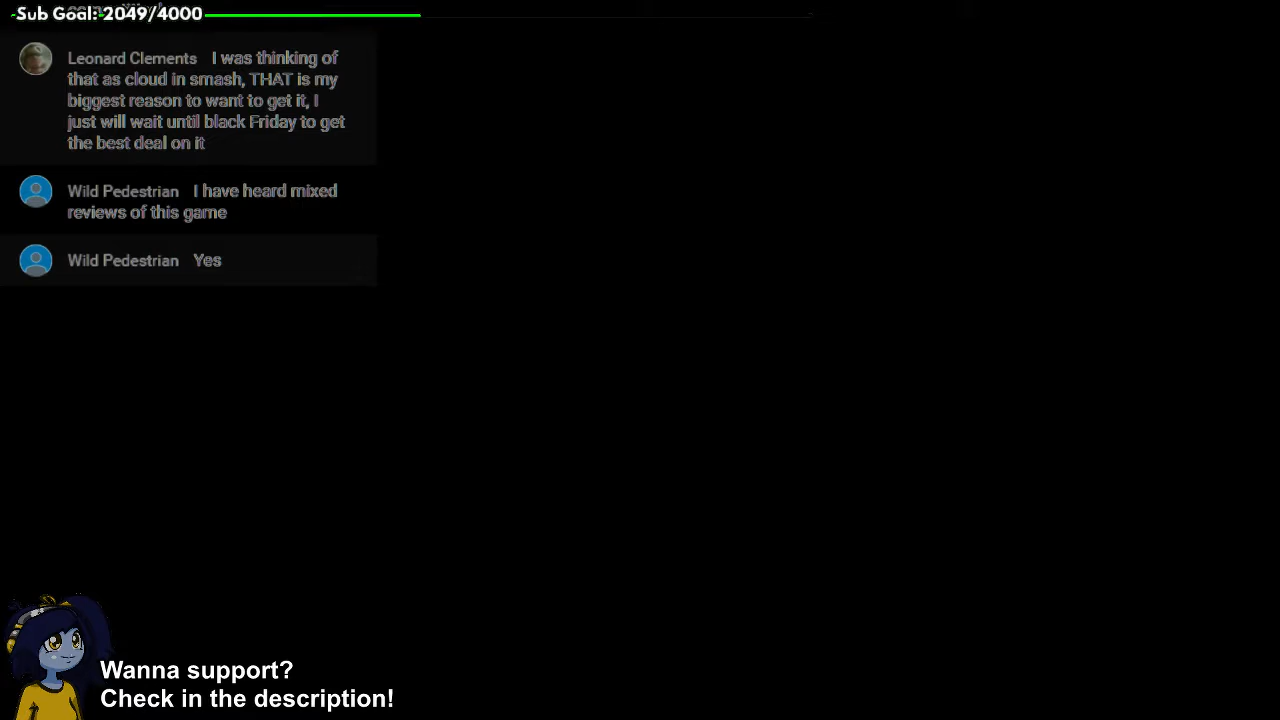 Sub Goal: 2049/4000
Leonard Clements I was thinking of
that as cloud in smash, THAT is my
biggest reason to want to get it, I
just will wait until black Friday to get
the best deal on it
Wild Pedestrian I have heard mixed
reviews of this game
Wild Pedestrian Yes
Wanna support?
Check in the description!